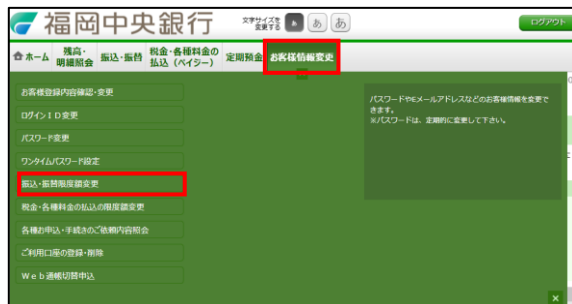 福岡中央銀行
文字サイズを
変更する
あ
あ
あ
ログアウト
ホーム
残高・
明細照会
振込・振替
税金・各種料金の
払込（ペイジー）
定期預金
お客様情報変更
お客様登録内容確認・変更
ログインＩＤ変更
パスワード変更
ワンタイムパスワード設定
振込・振替限度額変更
税金・各種料金の払込の限度額変更
各種お申込・手続きのご依頼内容照会
ご利用口座の登録・削除
Ｗｅｂ通帳切替申込
パスワードやEメールアドレスなどのお客様情報を変更で
きます。
※パスワードは、定期的に変更して下さい。